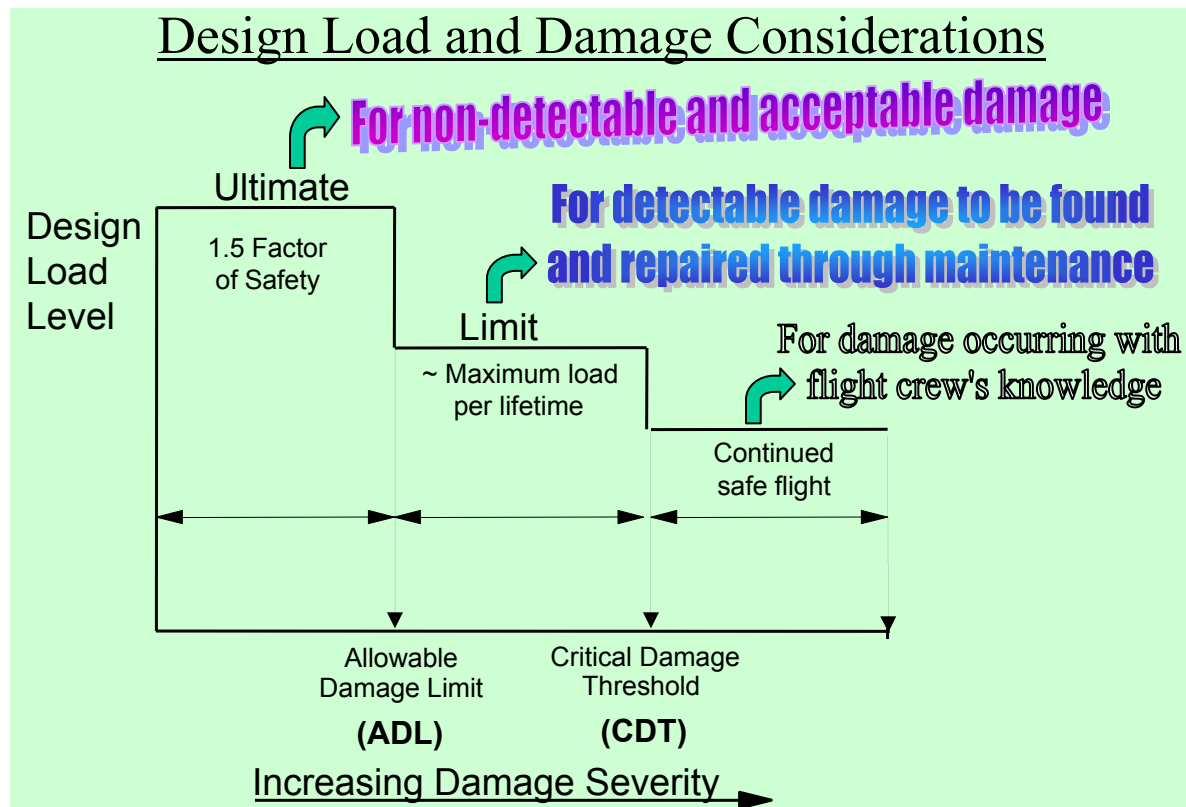 Design Load and Damage Considerations
For non-detectable and acceptable damage
Ultimate
Design
Load
Level
1.5 Factor
of Safety
For detectable damage to be found
and repaired through maintenance
Limit
~ Maximum load
per lifetime
For damage occurring with
flight crew's knowledge
Continued
safe flight
Allowable
Damage Limit
(ADL)
Critical Damage
Threshold
(CDT)
Increasing Damage Severity